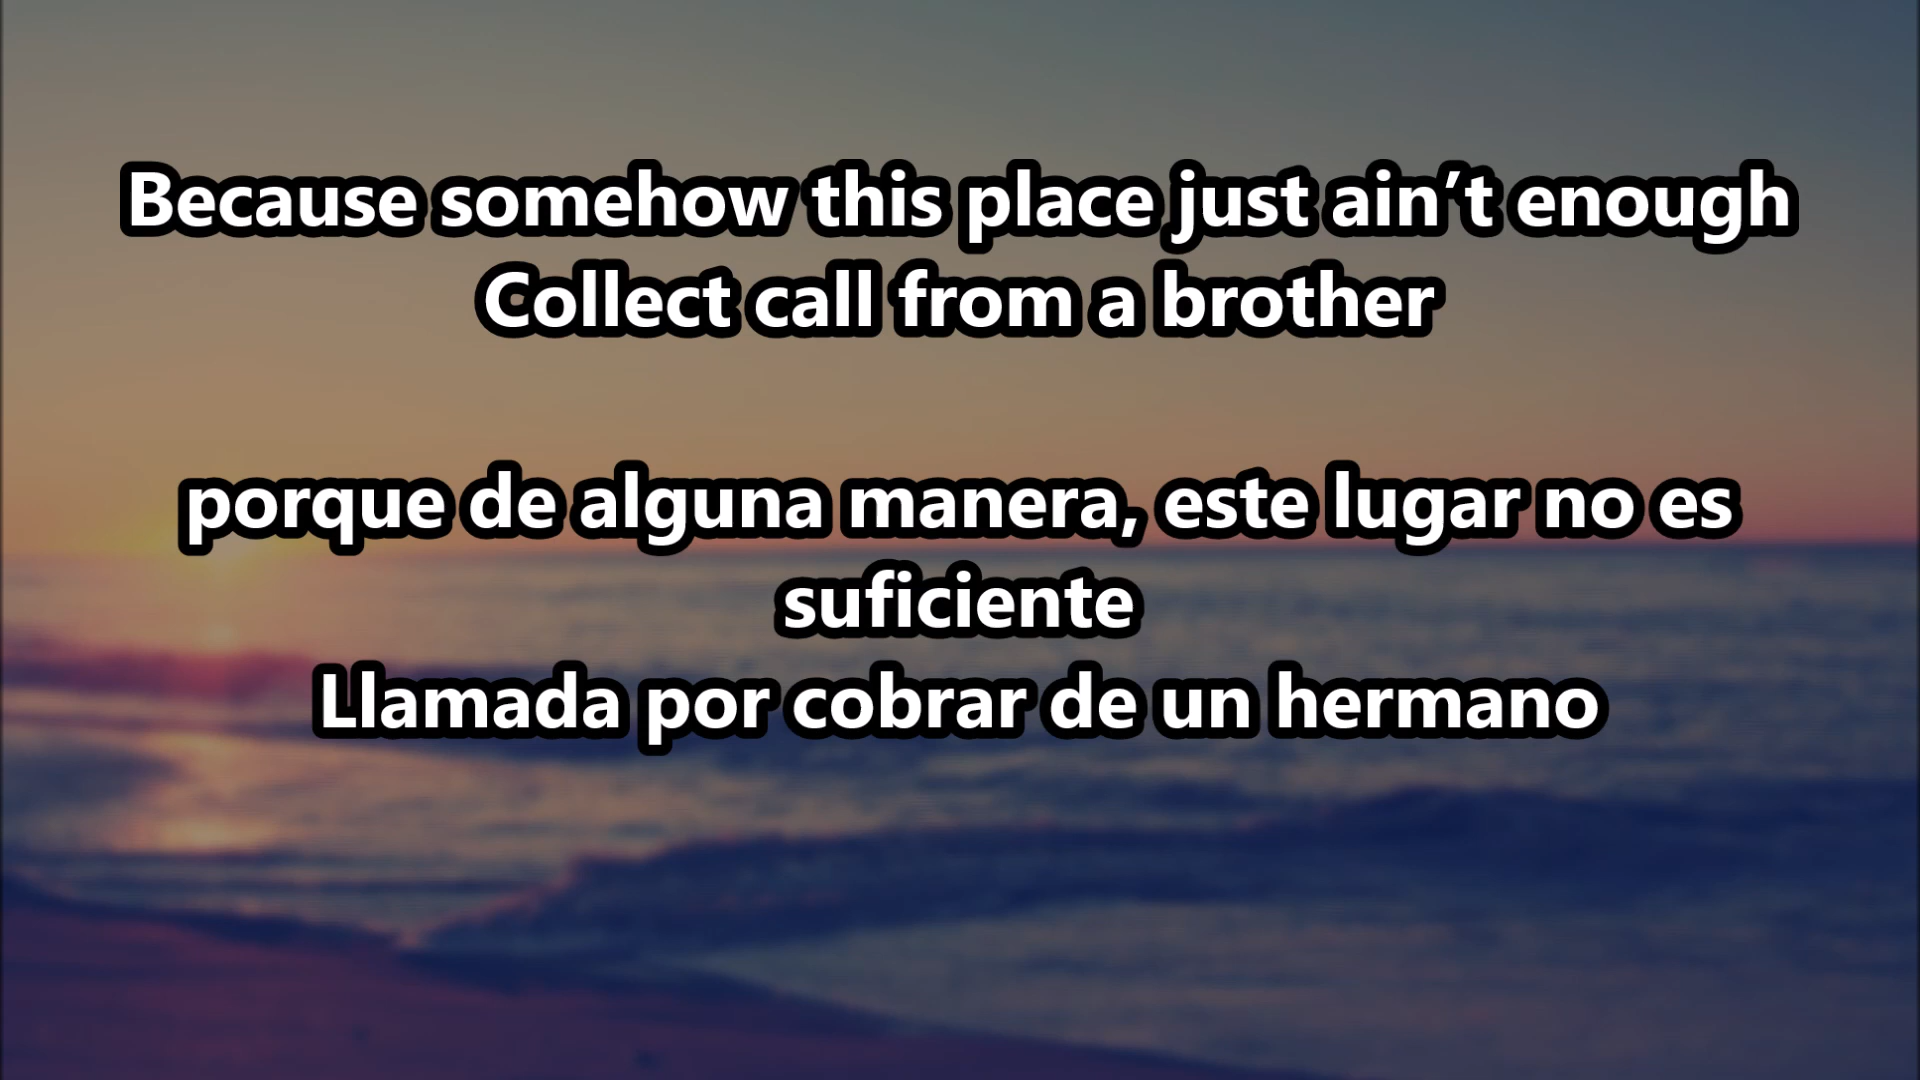 Because somehow this place just ain’t enough
Collect call from a brother
porque de alguna manera, este lugar no es
suficiente
Llamada por cobrar de un hermano